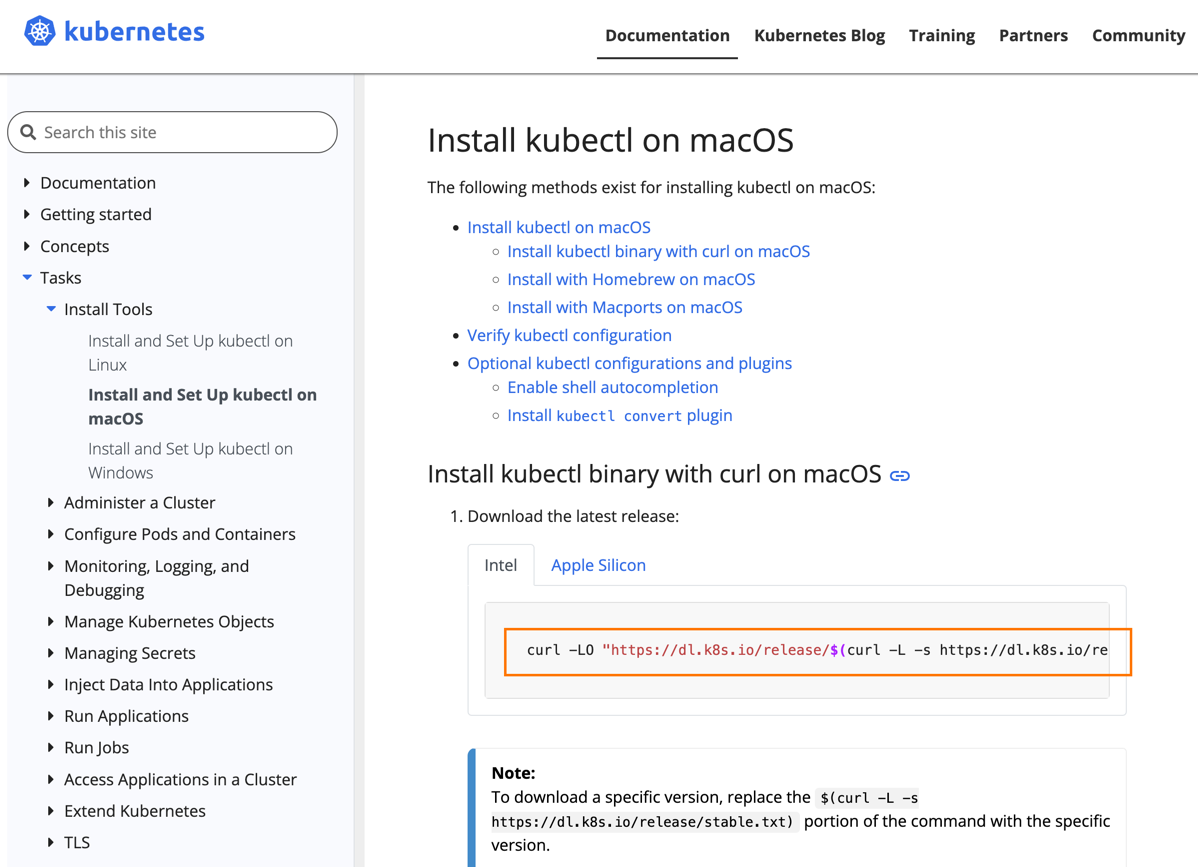 kubernetes
Documentation Kubernetes Blog Training Partners Community
Search this site
Documentation
Getting started
Concepts
Tasks
Install Tools
Install and Set Up kubectl on
Linux
Install and Set Up kubectl on
macOS
Install and Set Up kubectl on
Windows
Administer a Cluster
Configure Pods and Containers
Monitoring, Logging, and
Debugging
Manage Kubernetes Objects
Managing Secrets
Inject Data Into Applications
Run Applications
Run Jobs
Access Applications in a Cluster
Extend Kubernetes
TLS
Install kubectl on macOS
The following methods exist for installing kubectl on macOS:
Install kubectl on macOS
Install kubectl binary with curl on macOS
Install with Homebrew on macOS
Install with Macports on macOS
Verify kubectl configuration
Optional kubectl configurations and plugins
Enable shell autocompletion
Install kubectl convert plugin
Install kubectl binary with curl on macOS
1. Download the latest release:
Intel Apple Silicon
curl -LO "https://dl.k8s.io/release/$(curl -L -s https://dl.k8s.io/re
Note:
To download a specific version, replace the $(curl -L -s
https://dl.k8s.io/release/stable.txt) portion of the command with the specific
version.